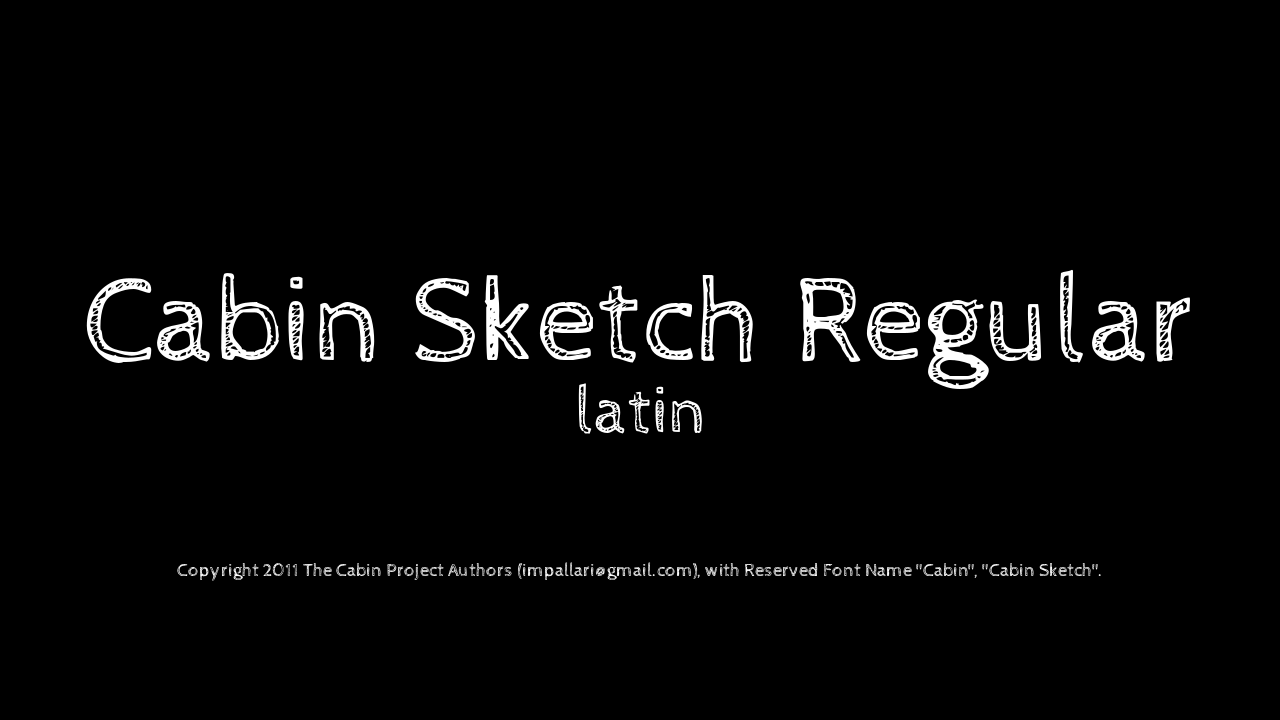 Cabin Sketch Regular
latin
Copyright 2011 The Cabin Project Authors (impallari@gmail.com), with Reserved Font Name "Cabin", "Cabin Sketch".